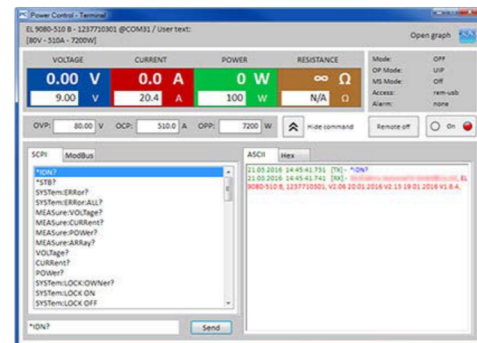 Power Control - Terminal
EL 9080-510 B - 1237710301 @COM31 / User text:
[80V - 510A - 7200W]
Open graph
VOLTAGE CURRENT POWER RESISTANCE
0.00 V 0.0 A 0 W ∞ Ω
9.00 V 20.4 A 100 W N/A Ω
Mode: OFF
OP Mode: UIP
MS Mode: Off
Access: rem-usb
Alarm: none
OVP: 80.00 V OCP: 510.0 A OPP: 7200 W Hide command Remote off On
SCPI ModBus
*IDN?
*STB?
SYSTem:ERRor?
SYSTem:ERRor:ALL?
MEASure:VOLTage?
MEASure:CURRent?
MEASure:POWer?
MEASure:ARRay?
VOLTage?
CURRent?
POWer?
SYSTem:LOCK:OWNer?
SYSTem:LOCK ON
SYSTem:LOCK OFF
*IDN? Send
ASCII Hex
21.03.2016 14:45:41.731 [TX] - *IDN?
21.03.2016 14:45:41.741 [RX] - EL
9080-510 B, 1237710301, V2.06 20.01.2016 V2.13 19.01.2016 V1.6.4,